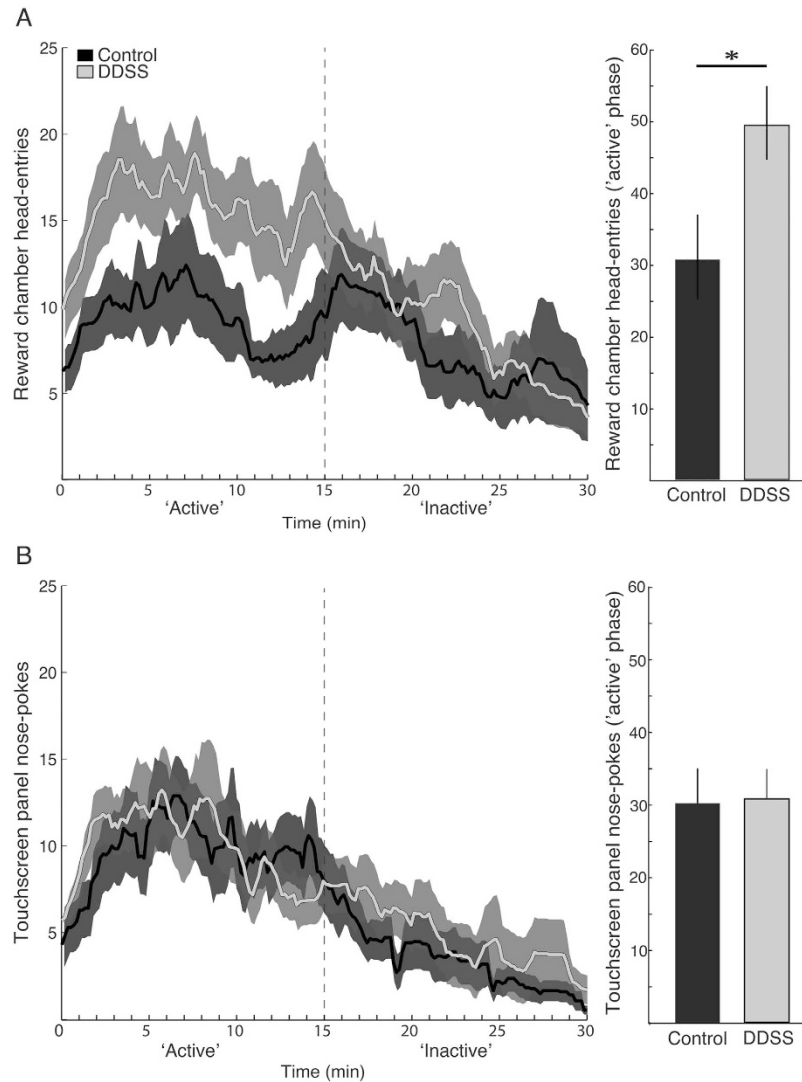 A
Control
DDSS
Reward chamber head-entries
25
20
15
10
5
0 5 10 15 20 25 30
'Active' 'Inactive'
Time (min)
*
Reward chamber head-entries ('active' phase)
60
50
40
30
20
10
Control DDSS
B
Touchscreen panel nose-pokes
25
20
15
10
5
0 5 10 15 20 25 30
'Active' 'Inactive'
Time (min)
Touchscreen panel nose-pokes ('active' phase)
60
50
40
30
20
10
Control DDSS